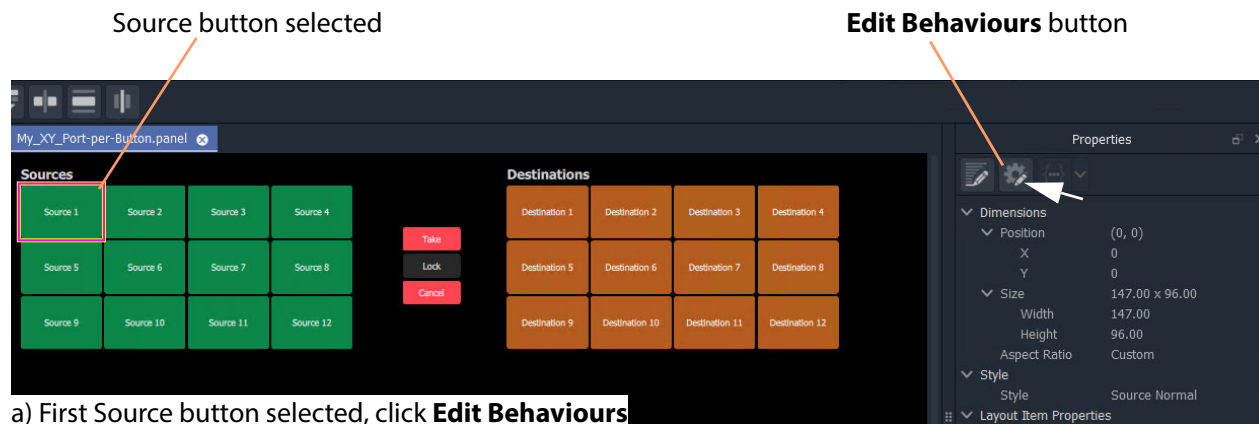 Source button selected
Edit Behaviours button
My_XY_Port-per-Button.panel
Properties
Sources
Destinations
Source 1 Source 2 Source 3 Source 4
Destination 1 Destination 2 Destination 3 Destination 4
Take
Source 5 Source 6 Source 7 Source 8
Lock
Destination 5 Destination 6 Destination 7 Destination 8
Cancel
Source 9 Source 10 Source 11 Source 12
Destination 9 Destination 10 Destination 11 Destination 12
Dimensions
Position (0, 0)
X 0
Y 0
Size 147.00 x 96.00
Width 147.00
Height 96.00
Aspect Ratio Custom
Style
Style Source Normal
Layout Item Properties
a) First Source button selected, click Edit Behaviours